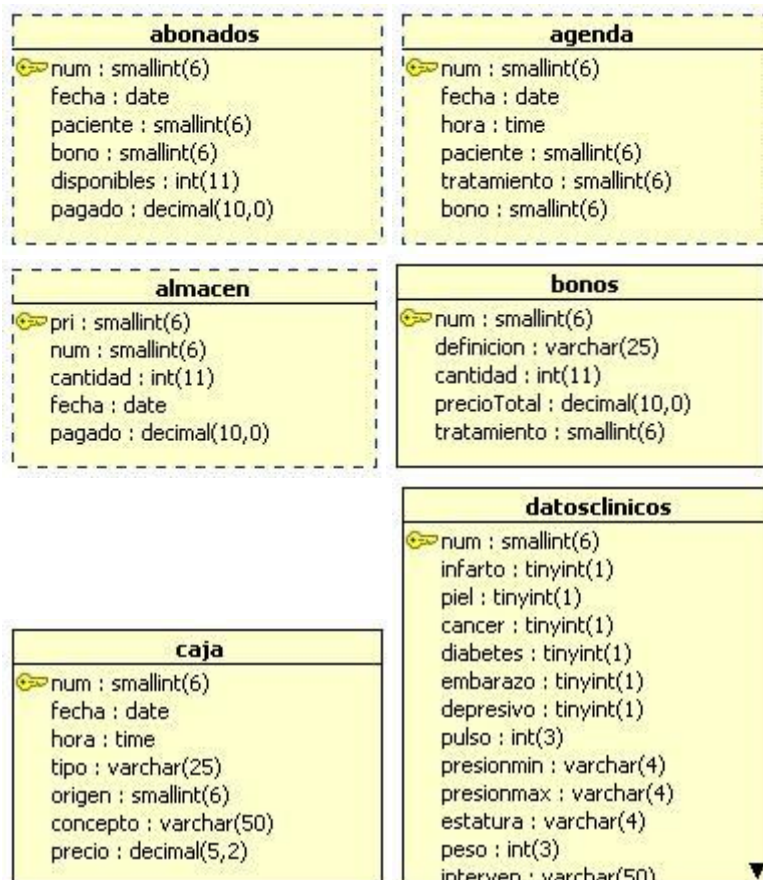 abonados
num : smallint(6)
fecha : date
paciente : smallint(6)
bono : smallint(6)
disponibles : int(11)
pagado : decimal(10,0)
agenda
num : smallint(6)
fecha : date
hora : time
paciente : smallint(6)
tratamiento : smallint(6)
bono : smallint(6)
almacen
pri : smallint(6)
num : smallint(6)
cantidad : int(11)
fecha : date
pagado : decimal(10,0)
bonos
num : smallint(6)
definicion : varchar(25)
cantidad : int(11)
precioTotal : decimal(10,0)
tratamiento : smallint(6)
caja
num : smallint(6)
fecha : date
hora : time
tipo : varchar(25)
origen : smallint(6)
concepto : varchar(50)
precio : decimal(5,2)
datosclinicos
num : smallint(6)
infarto : tinyint(1)
piel : tinyint(1)
cancer : tinyint(1)
diabetes : tinyint(1)
embarazo : tinyint(1)
depresivo : tinyint(1)
pulso : int(3)
presionmin : varchar(4)
presionmax : varchar(4)
estatura : varchar(4)
peso : int(3)
interven : varchar(50)